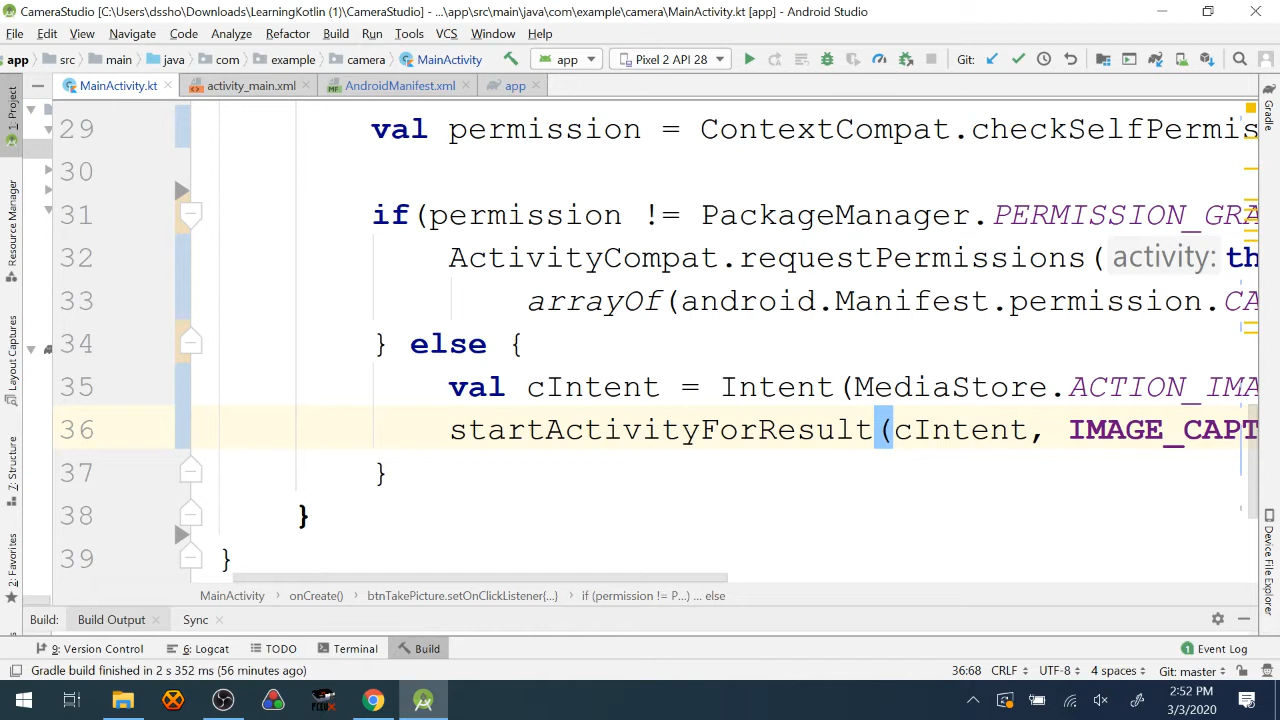 CameraStudio [C:\Users\dssho\Downloads\LearningKotlin (1)\CameraStudio] - ...\app\src\main\java\com\example\camera\MainActivity.kt [app] - Android Studio
File Edit View Navigate Code Analyze Refactor Build Run Tools VCS Window Help
app src main java com example camera MainActivity app Pixel 2 API 28 Git:
MainActivity.kt activity_main.xml AndroidManifest.xml app
1: Project
Resource Manager
Layout Captures
7: Structure
2: Favorites
29 val permission = ContextCompat.checkSelfPermis
30
31 if(permission != PackageManager.PERMISSION_GRA
32 ActivityCompat.requestPermissions( activity: th
33 arrayOf(android.Manifest.permission.CA
34 } else {
35 val cIntent = Intent(MediaStore.ACTION_IMA
36 startActivityForResult(cIntent, IMAGE_CAPT
37 }
38 }
39 }
Gradle
Device File Explorer
MainActivity onCreate() btnTakePicture.setOnClickListener{...} if (permission != P...) ... else
Build: Build Output Sync
9: Version Control 6: Logcat TODO Terminal Build 1 Event Log
Gradle build finished in 2 s 352 ms (56 minutes ago) 36:68 CRLF UTF-8 4 spaces Git: master
2:52 PM
3/3/2020